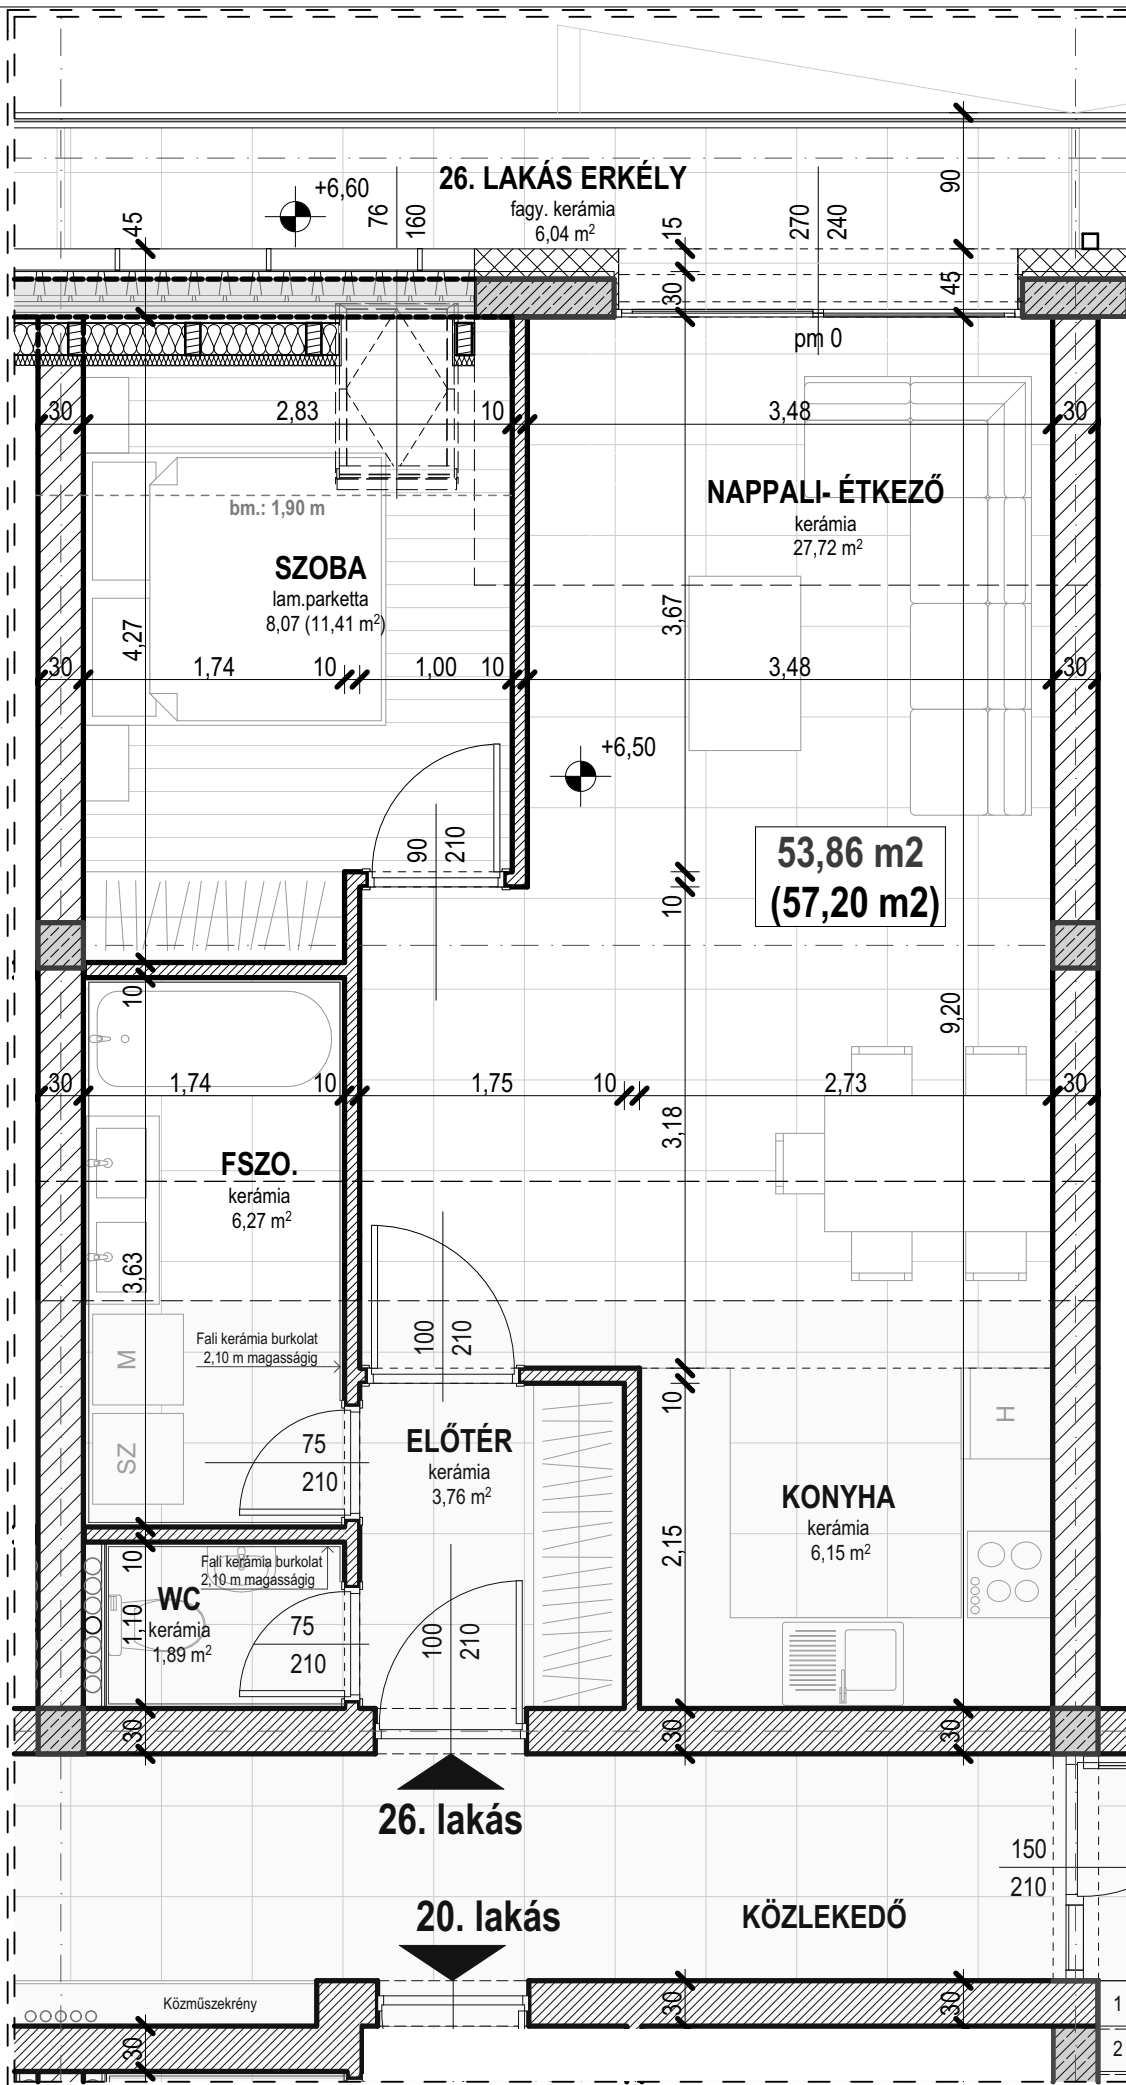 90
+6,60
26. LAKÁS ERKÉLY
fagy. kerámia
6,04 m²
45
76
160
15
270
240
30
45
pm 0
30
2,83
10
3,48
30
bm.: 1,90 m
NAPPALI- ÉTKEZŐ
kerámia
27,72 m²
SZOBA
lam.parketta
8,07 (11,41 m²)
4,27
3,67
30
1,74
10
1,00
10
3,48
30
+6,50
90
210
53,86 m2
(57,20 m2)
10
10
9,20
30
1,74
10
1,75
10
2,73
30
3,18
FSZO.
kerámia
6,27 m²
3,63
Fali kerámia burkolat
2,10 m magasságig
100
210
M
SZ
10
H
75
210
ELŐTÉR
kerámia
3,76 m²
KONYHA
kerámia
6,15 m²
2,15
10
Fali kerámia burkolat
2,10 m magasságig
WC
kerámia
1,89 m²
1,10
75
210
100
210
30
30
30
26. lakás
150
210
20. lakás
KÖZLEKEDŐ
Közműszekrény
30
30
30
1
2